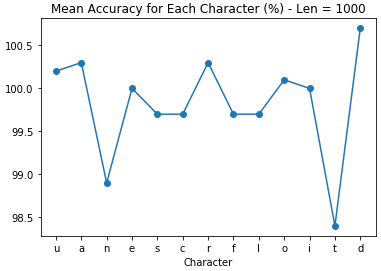 Mean Accuracy for Each Character (%) - Len = 1000
100.5
100.0
99.5
99.0
98.5
u a n e s c r f l o i t d
Character